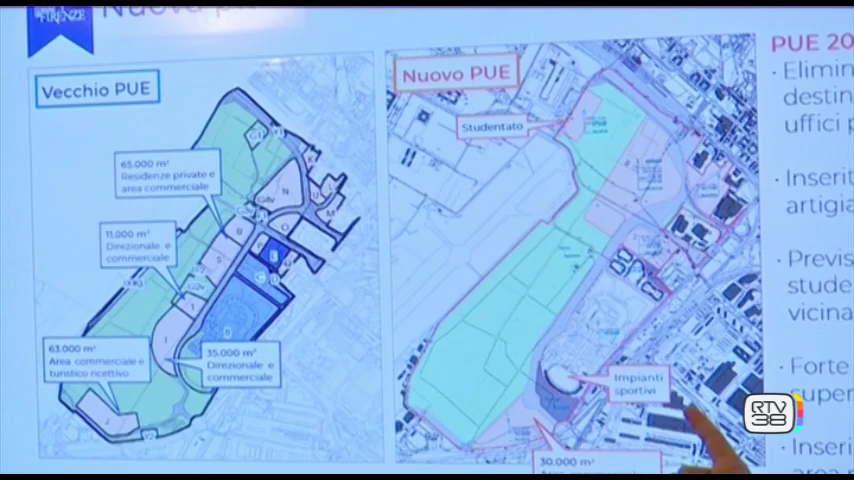 FIRENZE
Nuovo
Vecchio PUE
65.000 m²
Residenze private e
area commerciale
11.000 m²
Direzionale e
commerciale
63.000 m²
Area commerciale e
turistico ricettivo
35.000 m²
Direzionale e
commerciale
Nuovo PUE
Studentato
Impianti
sportivi
30.000 m²
PUE 20
· Elimin
destin
uffici p
· Inserit
artigia
· Previs
stude
vicina
· Forte
super
· Inseri
RTV
38